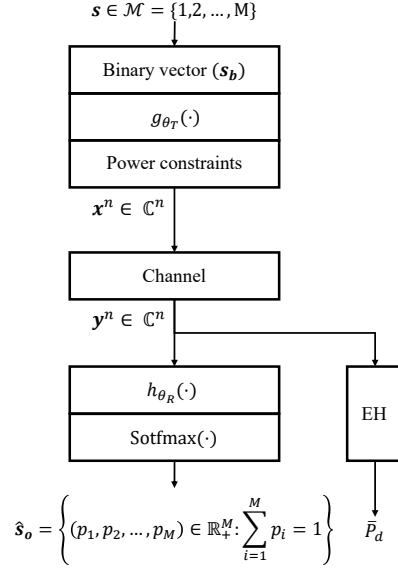 𝒔 ∈ ℳ = {1,2, … , M}
Binary vector (𝒔_𝒃)
g_{θ_T}(·)
Power constraints
𝒙^n ∈ ℂ^n
Channel
𝒚^n ∈ ℂ^n
h_{θ_R}(·)
EH
Sotfmax(·)
ŝ_𝒐 = { (p_1, p_2, … , p_M) ∈ ℝ_+^M: ∑_{i=1}^{M} p_i = 1 }
P̄_d